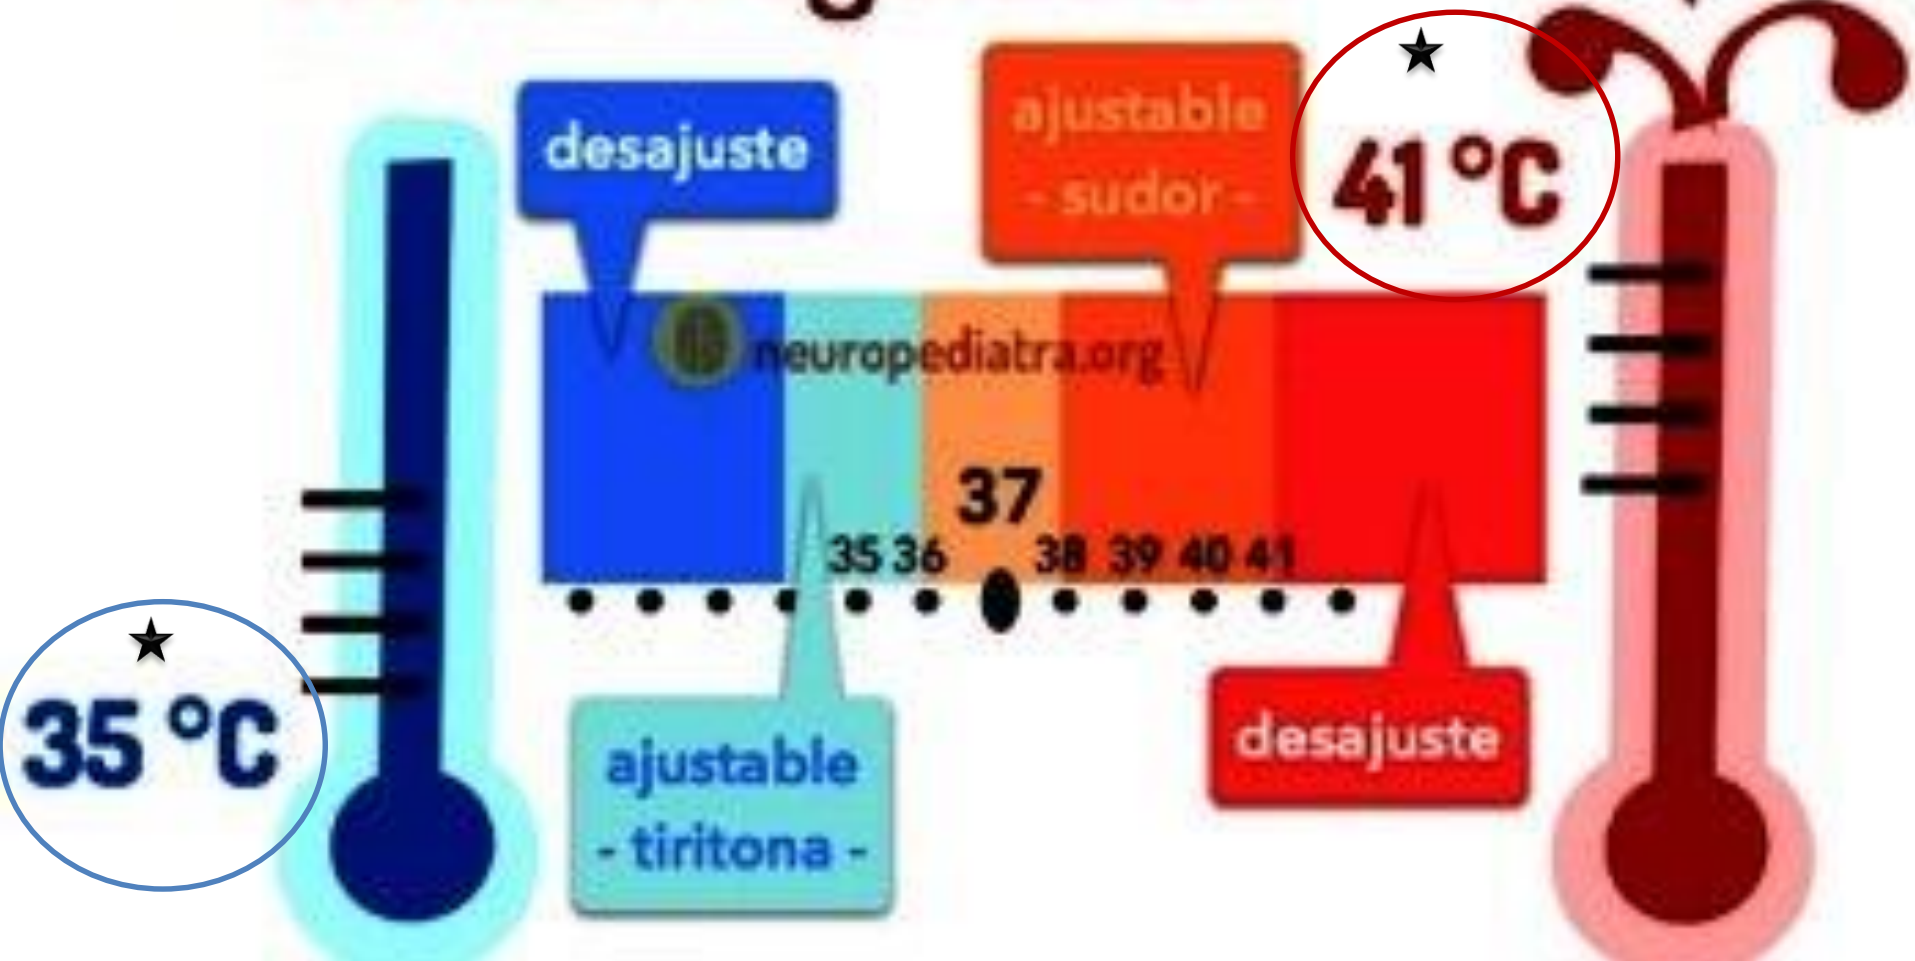 desajuste
ajustable
- sudor -
41 °C
neuropediatra.org
37
35 36 38 39 40 41
35 °C
ajustable
- tiritona -
desajuste